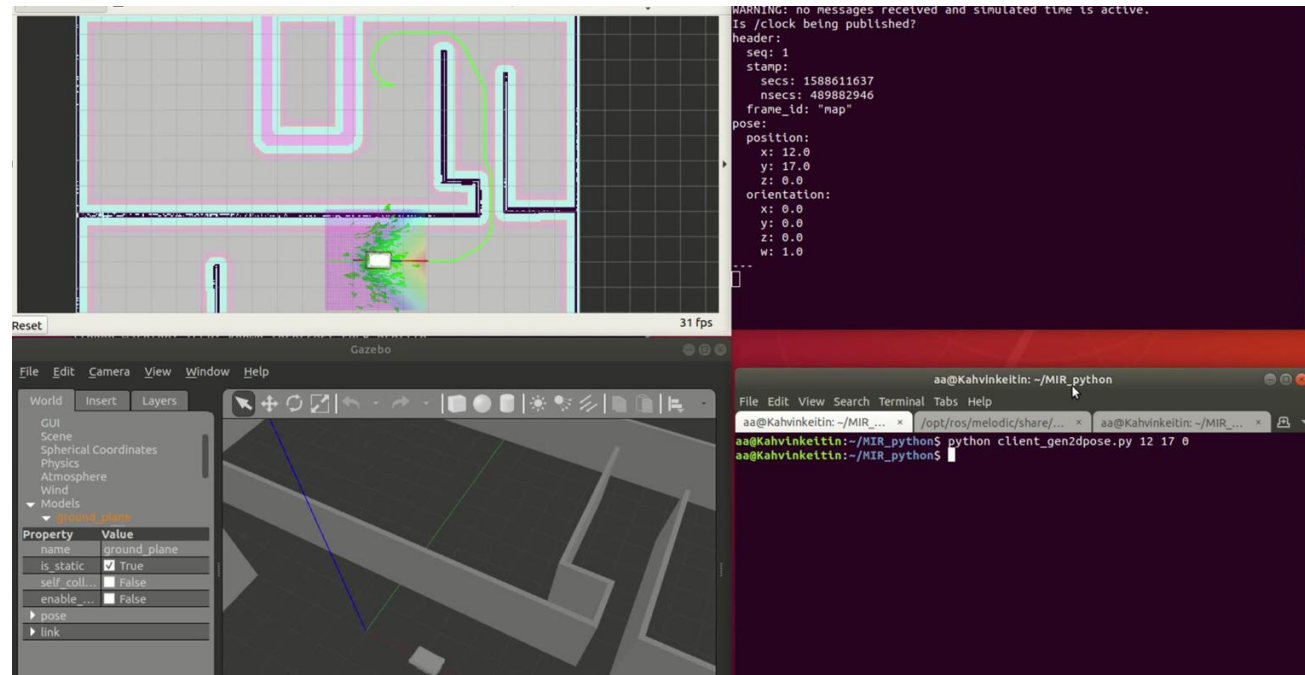 WARNING: no messages received and simulated time is active.
Is /clock being published?
header:
  seq: 1
  stamp:
    secs: 1588611637
    nsecs: 489882946
  frame_id: "map"
pose:
  position:
    x: 12.0
    y: 17.0
    z: 0.0
  orientation:
    x: 0.0
    y: 0.0
    z: 0.0
    w: 1.0
---
Reset
31 fps
Gazebo
File Edit Camera View Window Help
World Insert Layers
GUI
Scene
Spherical Coordinates
Physics
Atmosphere
Wind
Models
ground_plane
Property Value
name ground_plane
is_static True
self_coll... False
enable_... False
pose
link
aa@Kahvinkeitin: ~/MIR_python
File Edit View Search Terminal Tabs Help
aa@Kahvinkeitin: ~/MIR_... × /opt/ros/melodic/share/... × aa@Kahvinkeitin: ~/MIR_... ×
aa@Kahvinkeitin:~/MIR_python$ python client_gen2dpose.py 12 17 0
aa@Kahvinkeitin:~/MIR_python$